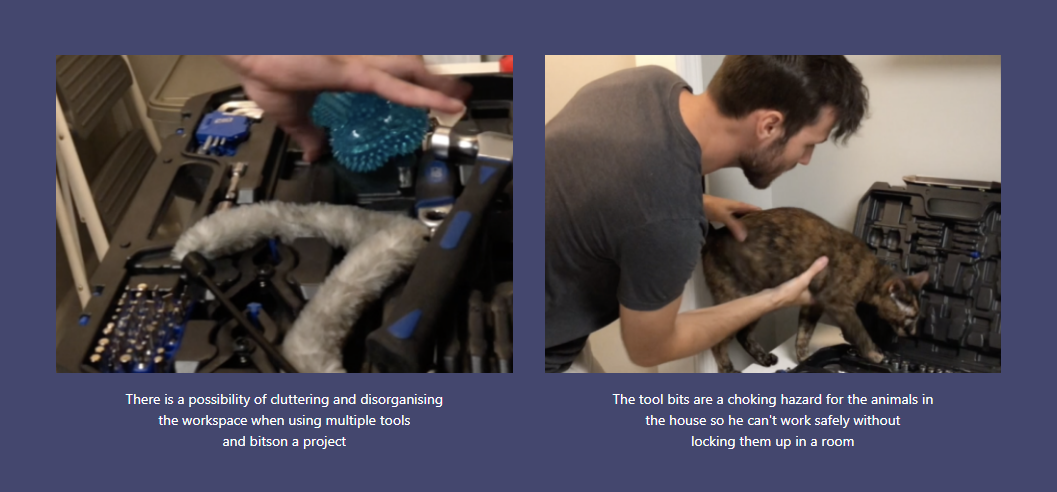 There is a possibility of cluttering and disorganising
the workspace when using multiple tools
and bitson a project
The tool bits are a choking hazard for the animals in
the house so he can't work safely without
locking them up in a room